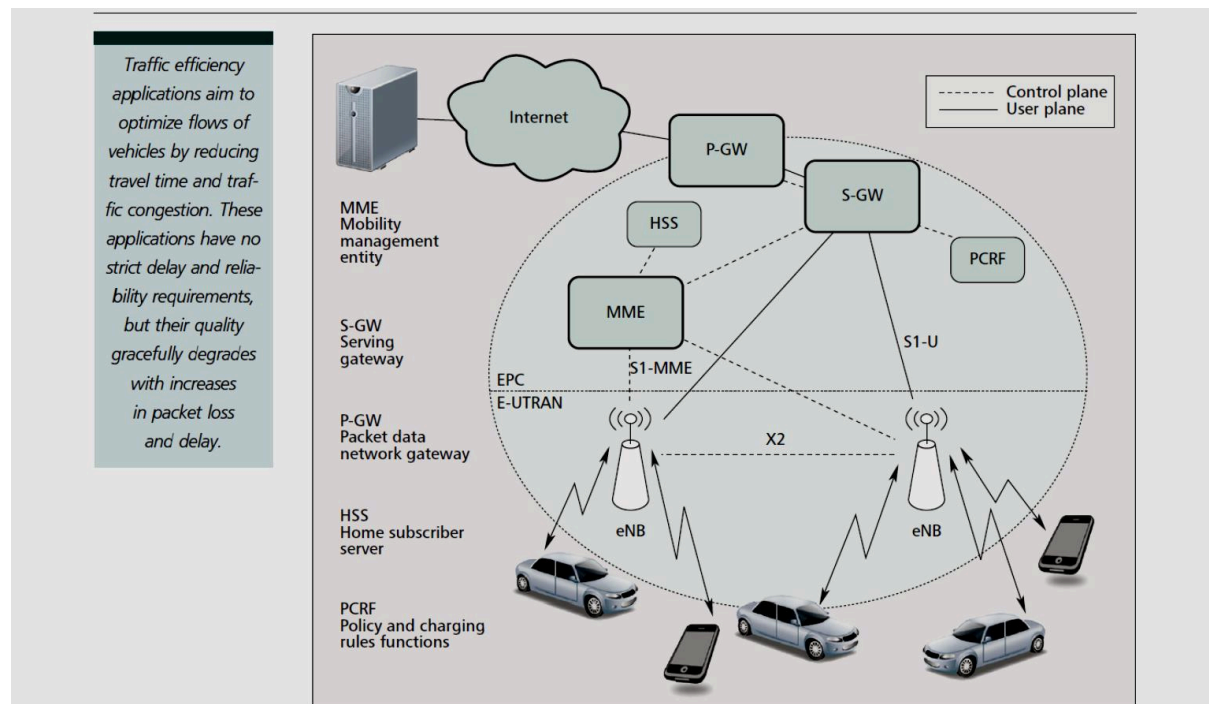 Traffic efficiency
applications aim to
optimize flows of
vehicles by reducing
travel time and traf-
fic congestion. These
applications have no
strict delay and relia-
bility requirements,
but their quality
gracefully degrades
with increases
in packet loss
and delay.
Control plane
User plane
Internet
P-GW
S-GW
HSS
PCRF
MME
S1-U
S1-MME
EPC
E-UTRAN
X2
eNB
eNB
MME
Mobility
management
entity
S-GW
Serving
gateway
P-GW
Packet data
network gateway
HSS
Home subscriber
server
PCRF
Policy and charging
rules functions